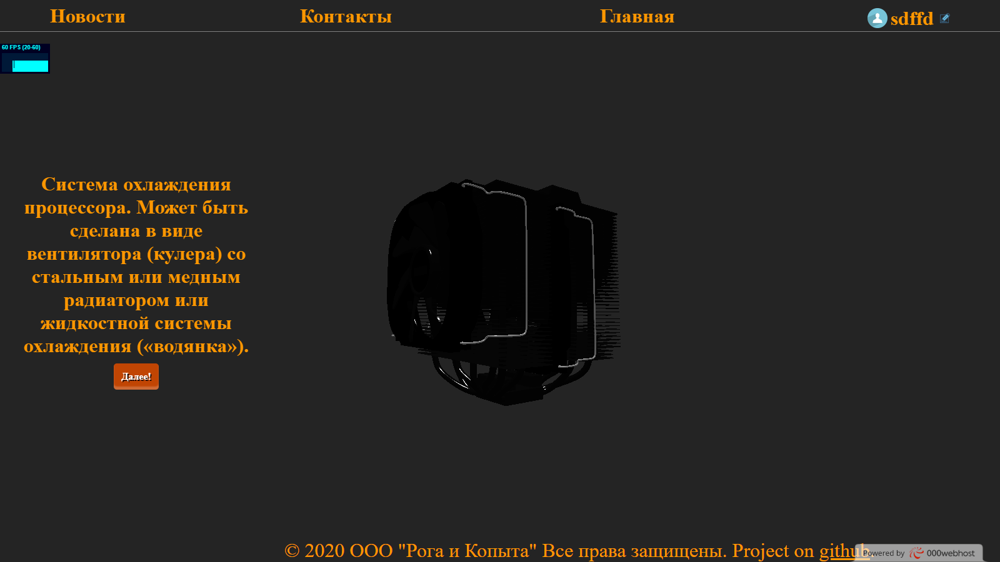 Новости Контакты Главная sdffd
60 FPS (20-60)
Система охлаждения
процессора. Может быть
сделана в виде
вентилятора (кулера) со
стальным или медным
радиатором или
жидкостной системы
охлаждения («водянка»).
Далее!
© 2020 ООО "Рога и Копыта" Все права защищены. Project on github
Powered by 000webhost